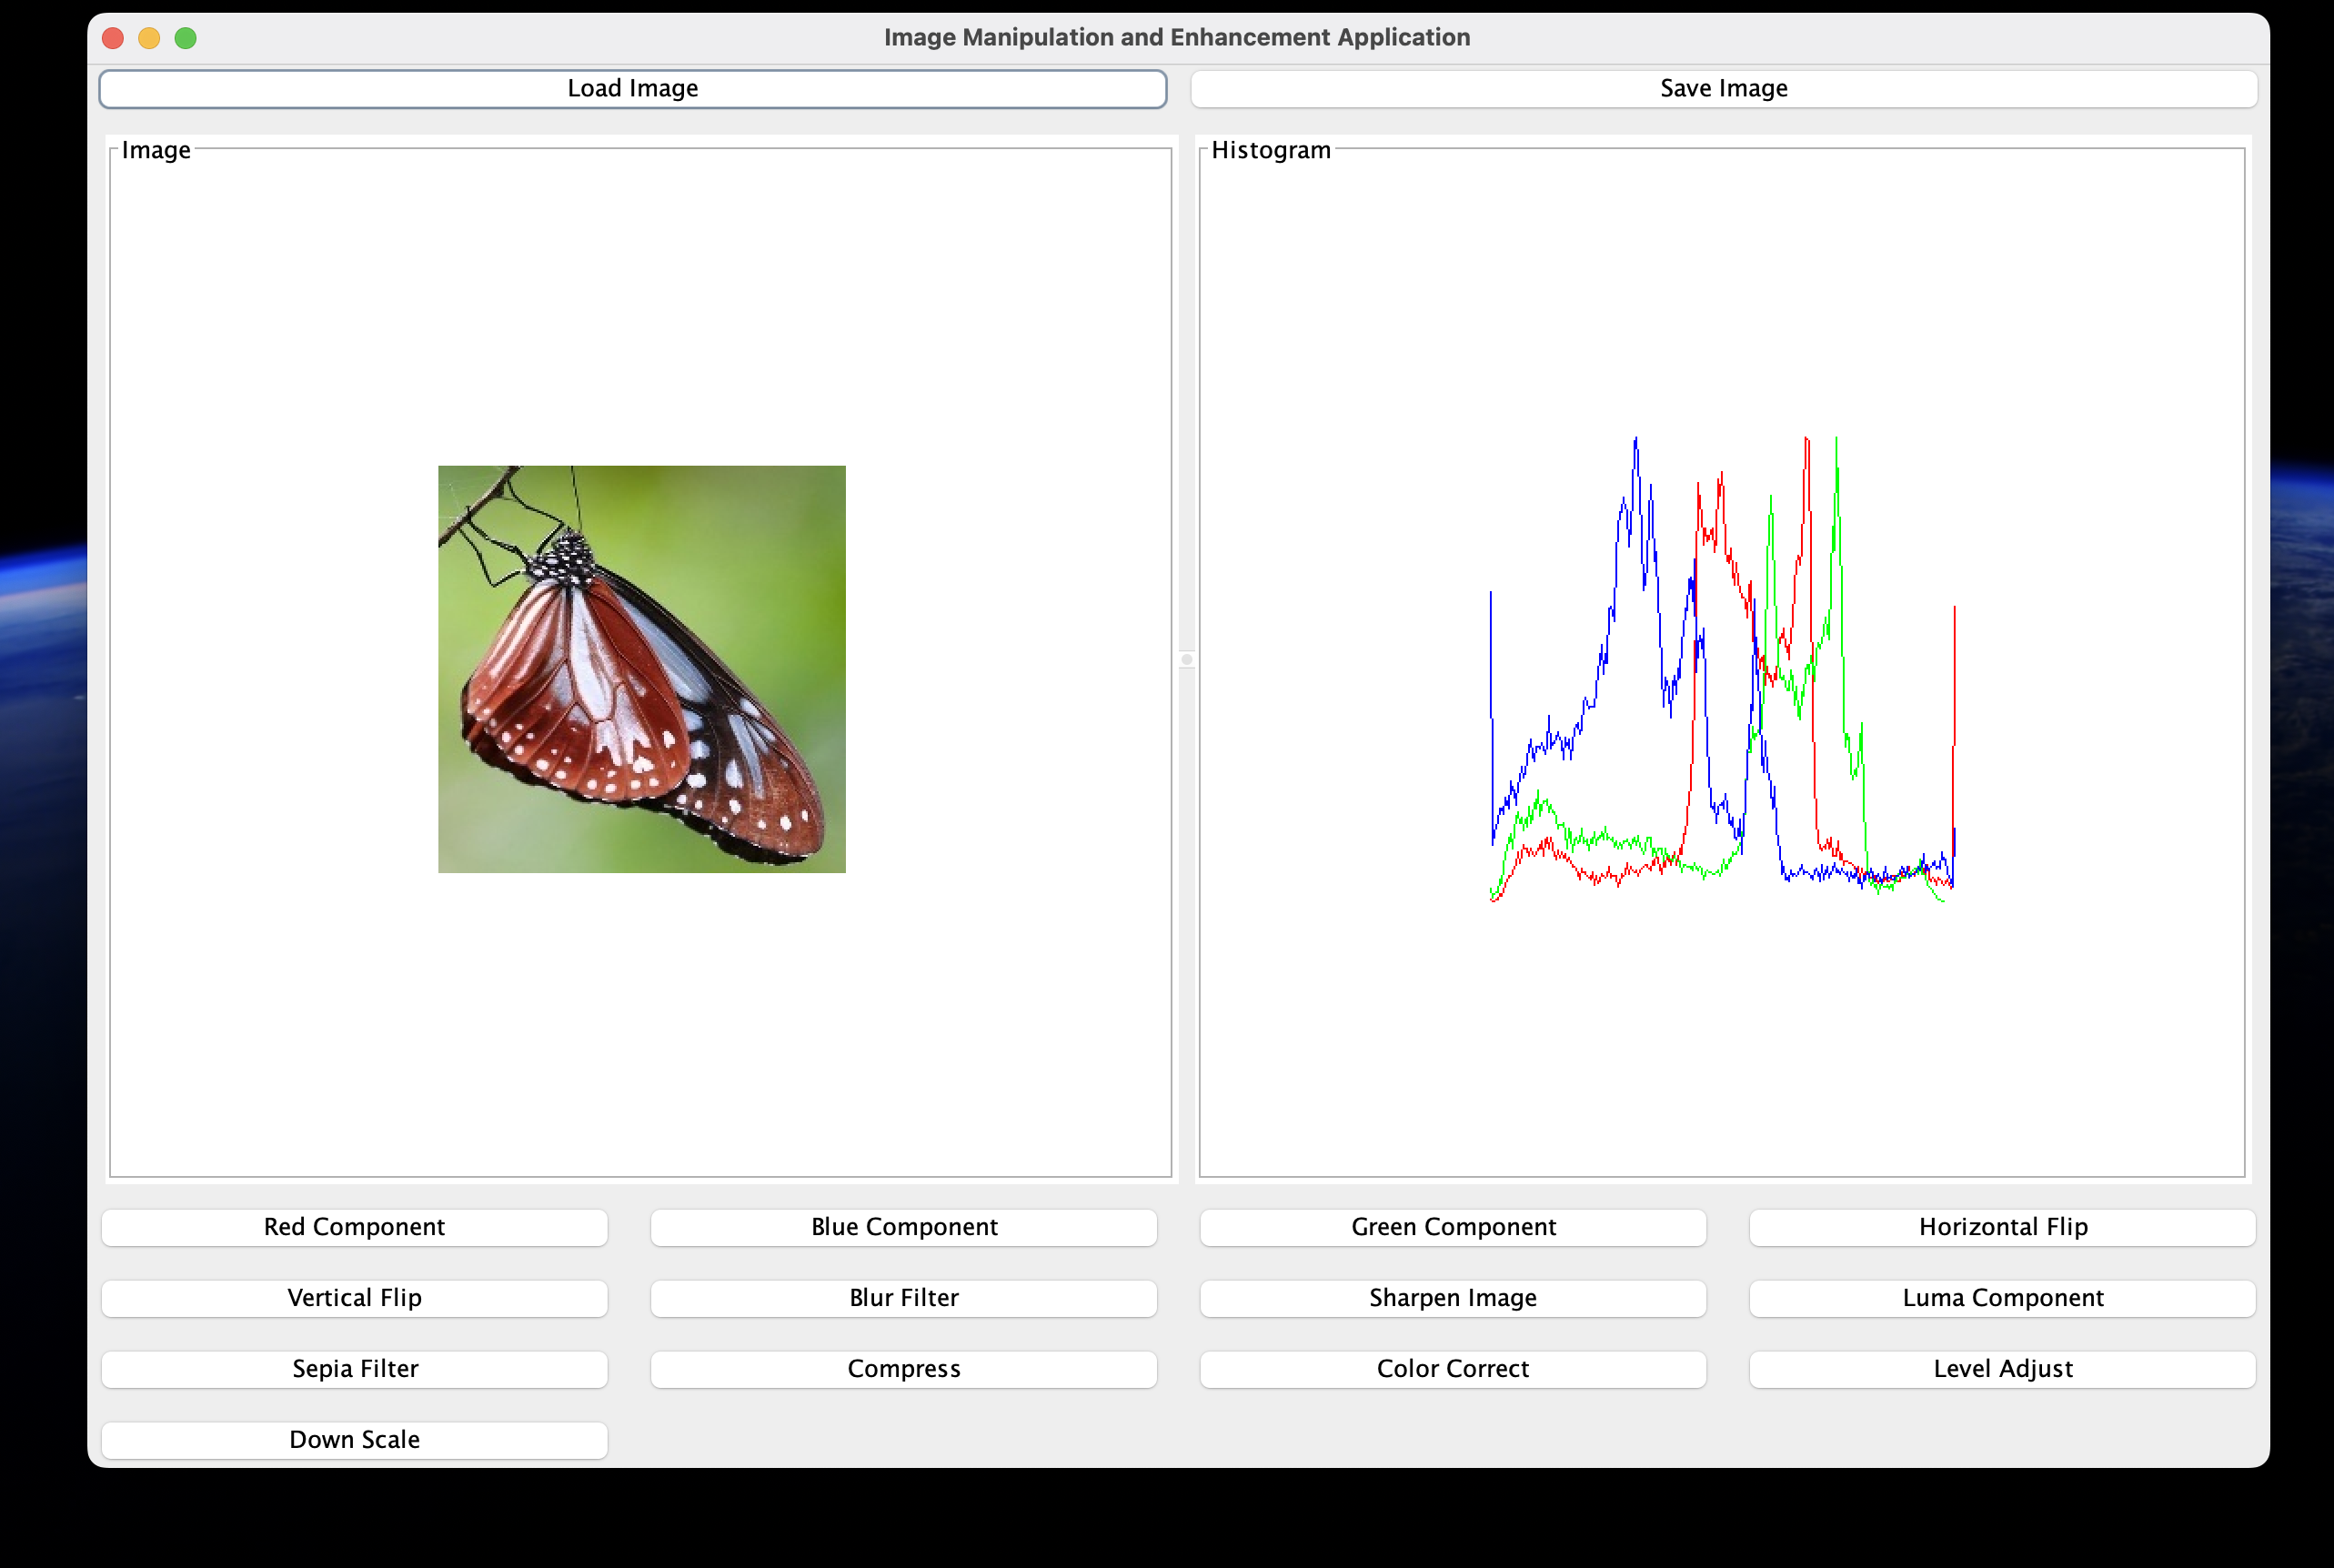 Image Manipulation and Enhancement Application
Load Image
Save Image
Image
Histogram
Red Component
Blue Component
Green Component
Horizontal Flip
Vertical Flip
Blur Filter
Sharpen Image
Luma Component
Sepia Filter
Compress
Color Correct
Level Adjust
Down Scale